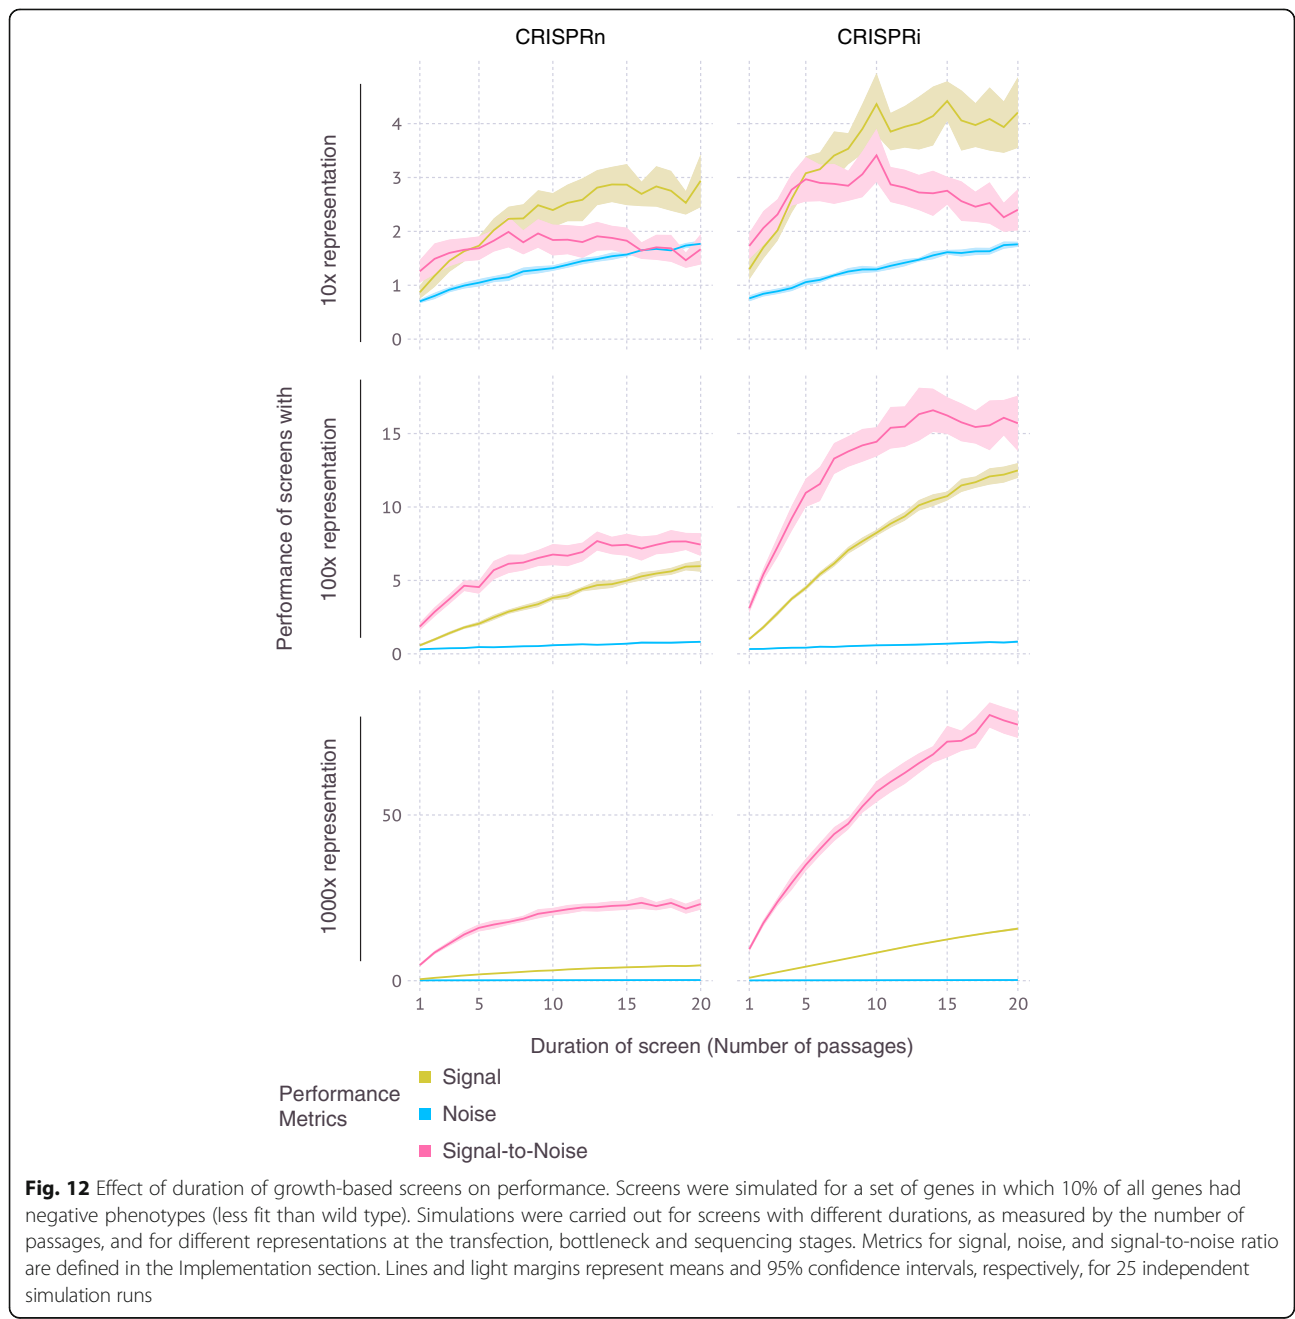 CRISPRn
CRISPRi
Performance of screens with
10x representation
4
3
2
1
0
100x representation
15
10
5
0
1000x representation
50
0
1 5 10 15 20
1 5 10 15 20
Duration of screen (Number of passages)
Performance
Metrics
Signal
Noise
Signal-to-Noise
Fig. 12 Effect of duration of growth-based screens on performance. Screens were simulated for a set of genes in which 10% of all genes had
negative phenotypes (less fit than wild type). Simulations were carried out for screens with different durations, as measured by the number of
passages, and for different representations at the transfection, bottleneck and sequencing stages. Metrics for signal, noise, and signal-to-noise ratio
are defined in the Implementation section. Lines and light margins represent means and 95% confidence intervals, respectively, for 25 independent
simulation runs